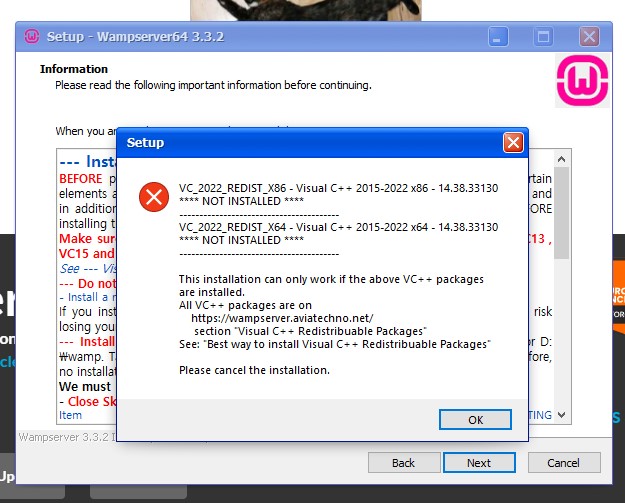 Setup - Wampserver64 3.3.2
Information
Please read the following important information before continuing.
When you
--- Inst
BEFORE
elements
in addition
installing
Make sur
VC15 and
See --- Vis
--- Do not
- Install a
If you inst
losing your
--- Install
₩wamp.
no installat
We must
- Close Sk
Item
rtain
and
ORE
C13 ,
risk
r D:
fore,
TING
Setup
VC_2022_REDIST_X86 - Visual C++ 2015-2022 x86 - 14.38.33130
**** NOT INSTALLED ****
----------------------------------------
VC_2022_REDIST_X64 - Visual C++ 2015-2022 x64 - 14.38.33130
**** NOT INSTALLED ****
----------------------------------------
This installation can only work if the above VC++ packages
are installed.
All VC++ packages are on
https://wampserver.aviatechno.net/
section "Visual C++ Redistribuable Packages"
See: "Best way to install Visual C++ Redistribuable Packages"
Please cancel the installation.
OK
Wampserver 3.3.2
Back
Next
Cancel